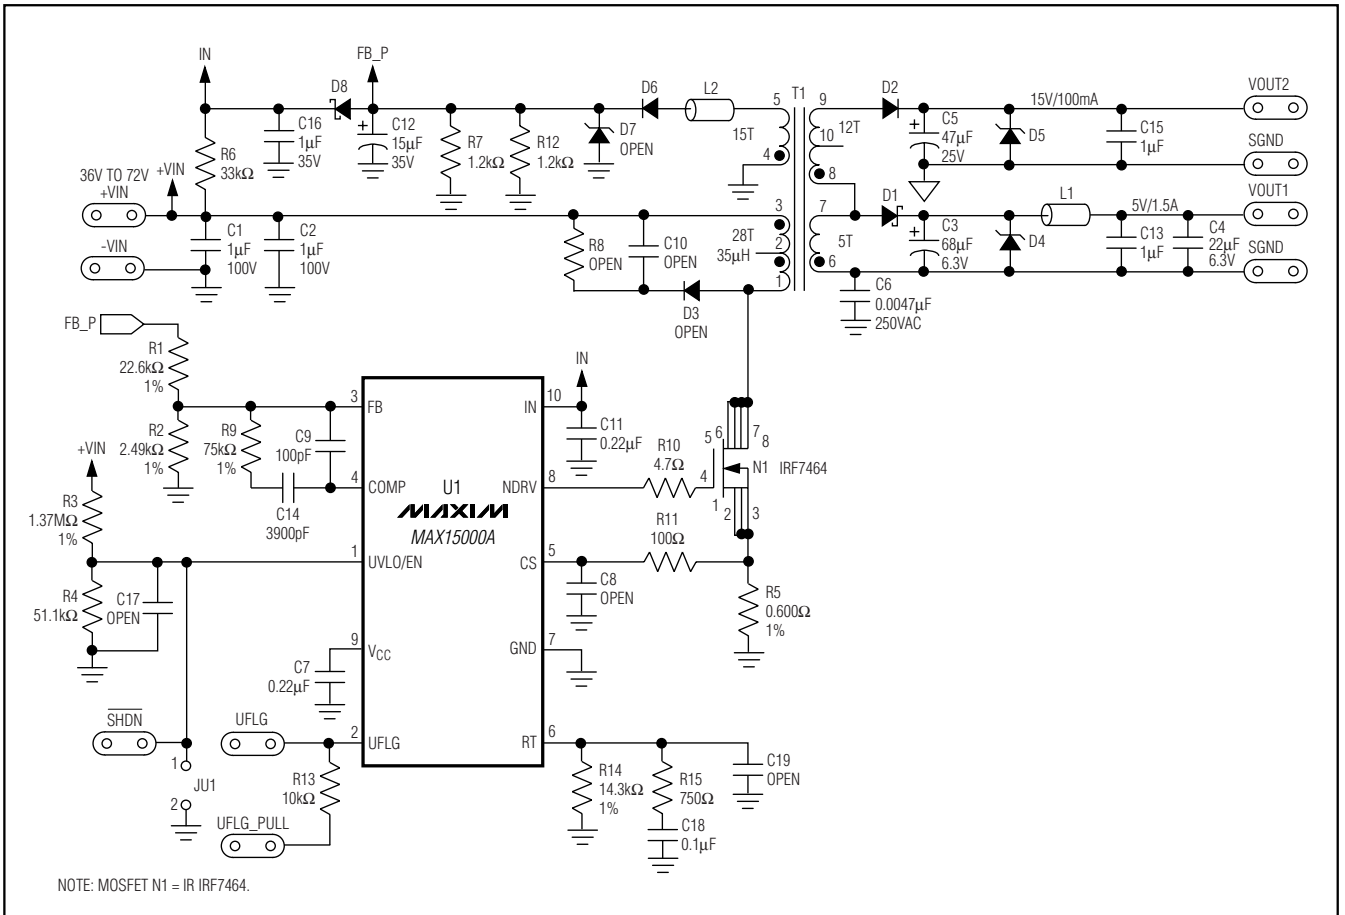 IN
FB_P
D8
D6
L2
T1
D2
VOUT2
C16
1µF
35V
C12
15µF
35V
+
R7
1.2kΩ
R12
1.2kΩ
D7
OPEN
5
15T
4
9
10
12T
8
+
C5
47µF
25V
15V/100mA
D5
C15
1µF
SGND
R6
33kΩ
36V TO 72V
+VIN
+VIN
-VIN
C1
1µF
100V
C2
1µF
100V
R8
OPEN
C10
OPEN
D3
OPEN
3
28T
2
35µH
1
7
5T
6
D1
+
C3
68µF
6.3V
D4
L1
5V/1.5A
C13
1µF
C4
22µF
6.3V
VOUT1
SGND
C6
0.0047µF
250VAC
FB_P
R1
22.6kΩ
1%
R2
2.49kΩ
1%
R9
75kΩ
1%
C9
100pF
C14
3900pF
+VIN
R3
1.37MΩ
1%
R4
51.1kΩ
C17
OPEN
3
FB
4
COMP
1
UVLO/EN
9
VCC
2
UFLG
U1
MAXIM
MAX15000A
IN
10
NDRV
8
CS
5
GND
7
RT
6
IN
C11
0.22µF
R10
4.7Ω
5
6
7
8
4
N1 IRF7464
1
2
3
R11
100Ω
C8
OPEN
R5
0.600Ω
1%
C7
0.22µF
SHDN
UFLG
1
JU1
2
R13
10kΩ
UFLG_PULL
R14
14.3kΩ
1%
R15
750Ω
C18
0.1µF
C19
OPEN
NOTE: MOSFET N1 = IR IRF7464.